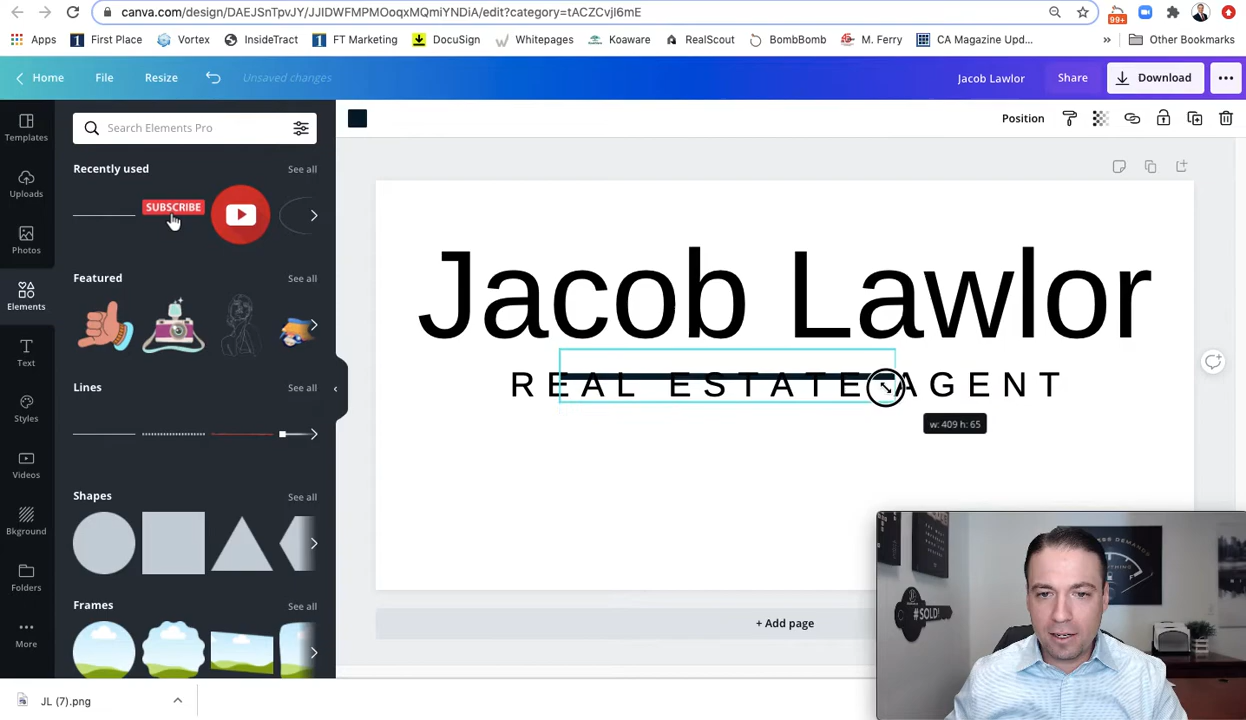 canva.com/design/DAEJSnTpvJY/JJIDWFMPMOoqxMQmiYNDiA/edit?category=tACZCvjI6mE
99+
Apps First Place Vortex InsideTract FT Marketing DocuSign Whitepages Koaware RealScout BombBomb M. Ferry CA Magazine Upd... » Other Bookmarks
Home File Resize Unsaved changes Jacob Lawlor Share Download
Templates
Uploads
Photos
Elements
Text
Styles
Videos
Bkground
Folders
More
Search Elements Pro
Recently used See all
SUBSCRIBE
Featured See all
Lines See all
Shapes See all
Frames See all
Position
Jacob Lawlor
REAL ESTATE AGENT
w: 409 h: 65
+ Add page
#SOLD!
JL (7).png